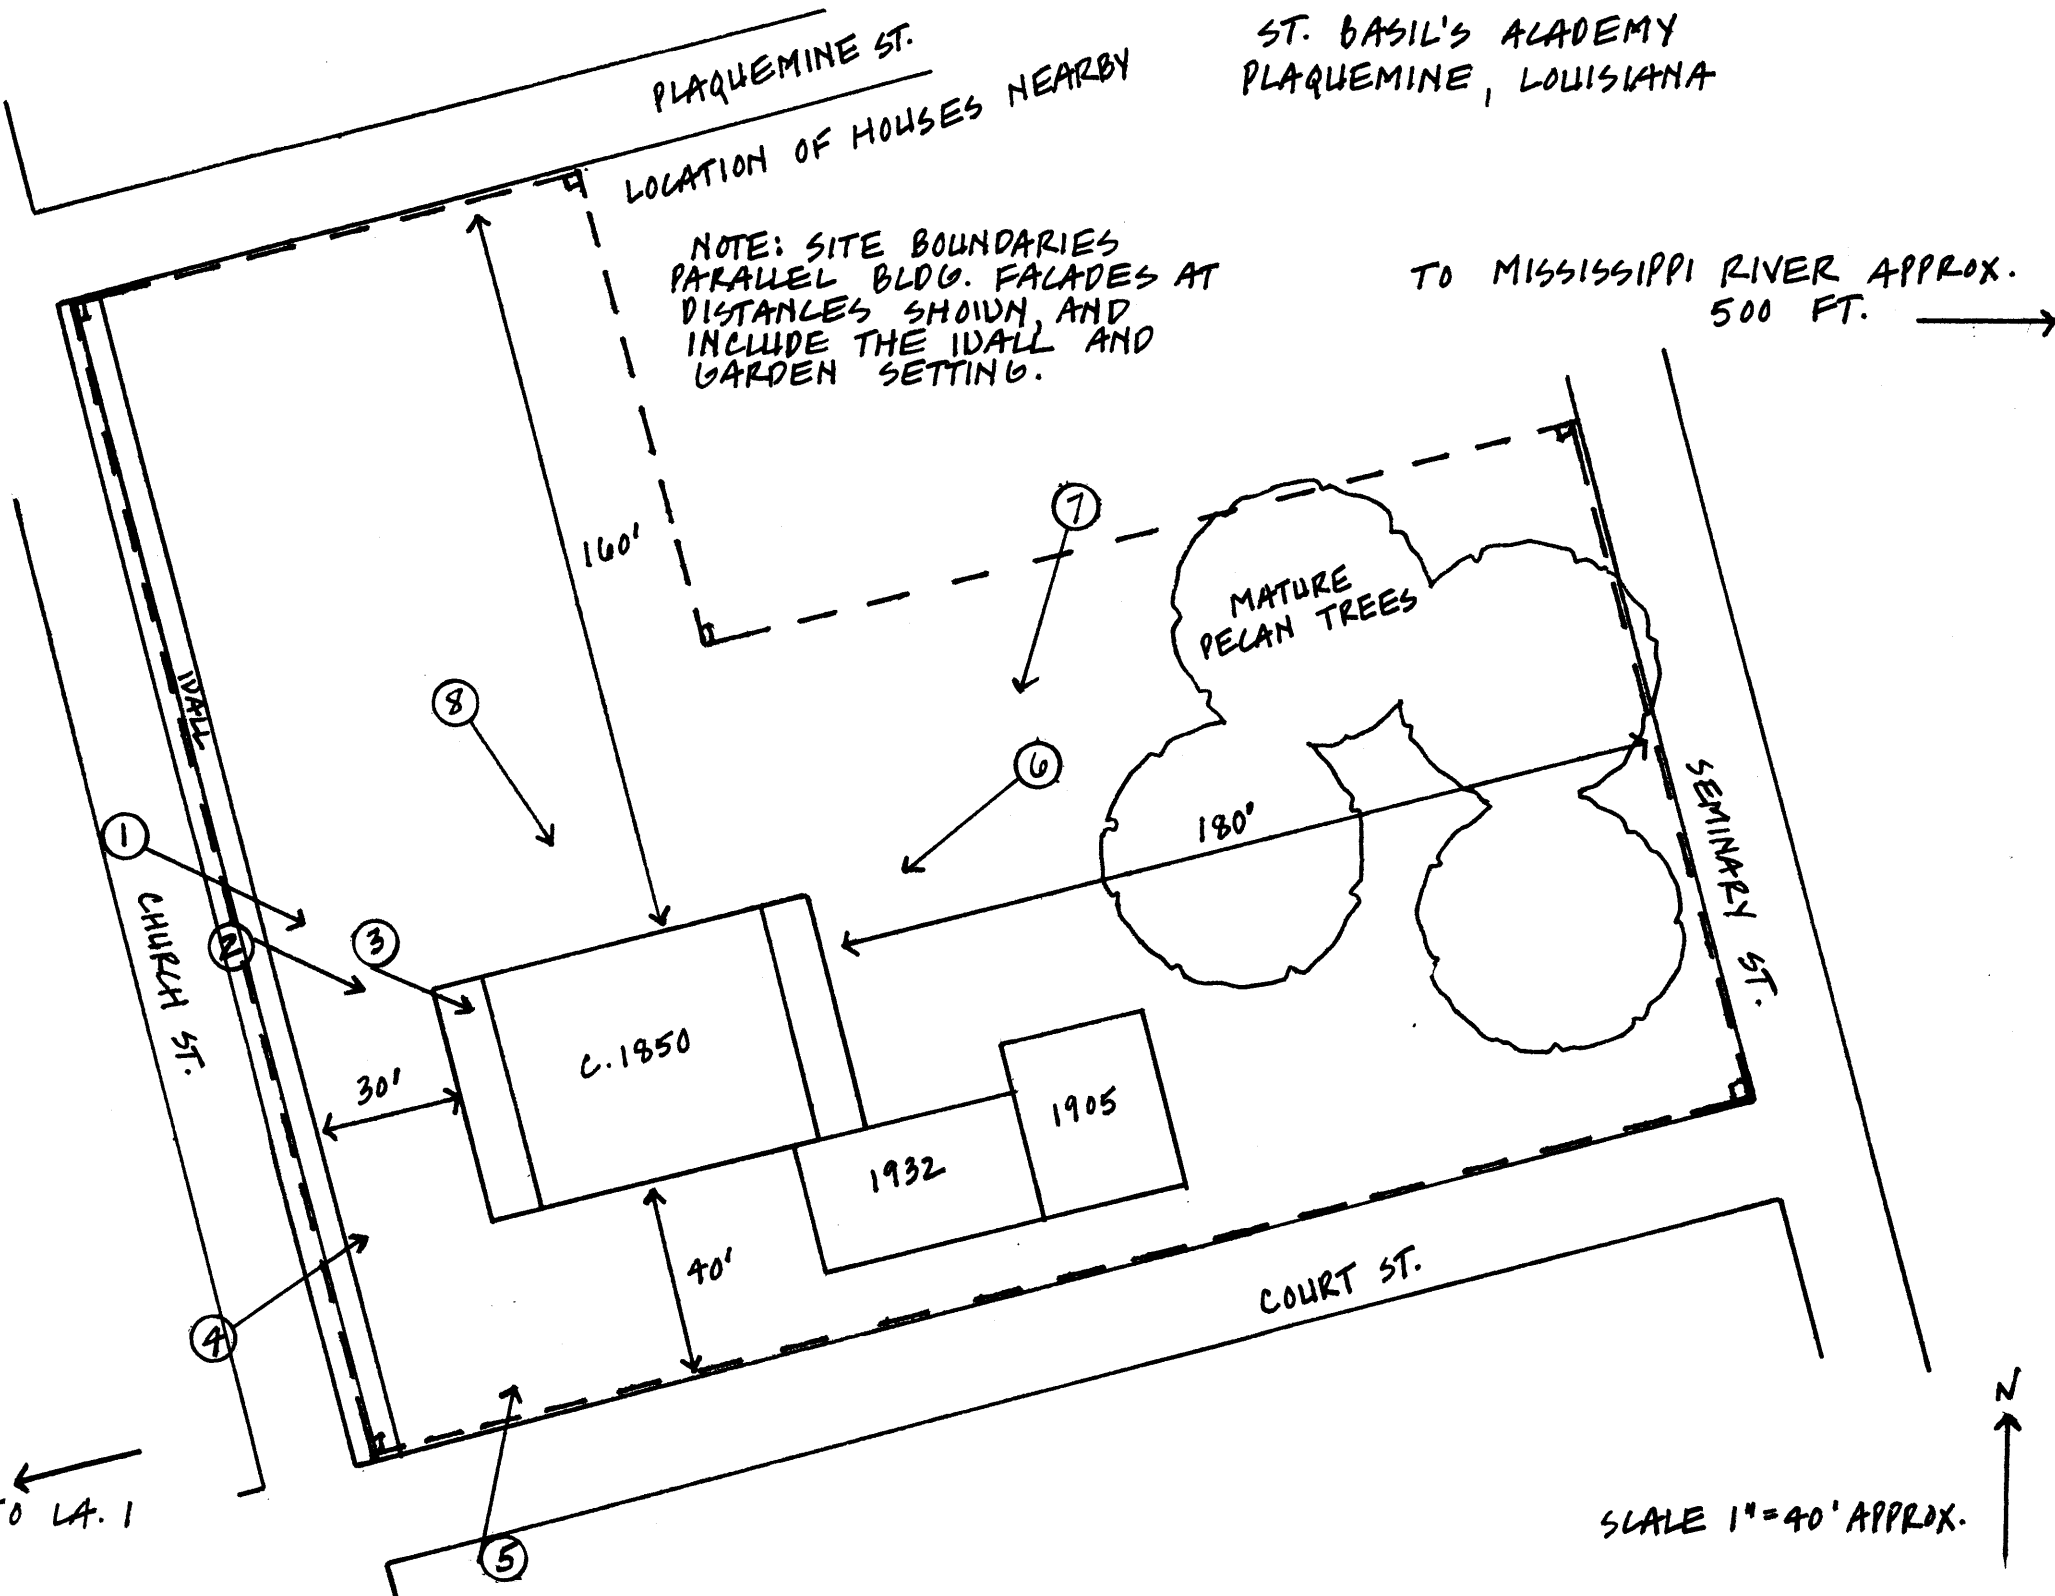 PLAQUEMINE ST.
ST. BASIL'S ACADEMY
PLAQUEMINE, LOUISIANA
LOCATION OF HOUSES NEARBY
NOTE: SITE BOUNDARIES
PARALLEL BLDG. FACADES AT
DISTANCES SHOWN, AND
INCLUDE THE WALL AND
GARDEN SETTING.
TO MISSISSIPPI RIVER APPROX.
500 FT.
160'
7
MATURE
PECAN TREES
WALL
8
6
180'
SEMINARY ST.
1
CHURCH ST.
2
3
C. 1850
30'
1905
1932
40'
COURT ST.
4
5
TO LA. 1
N
SCALE 1"=40' APPROX.